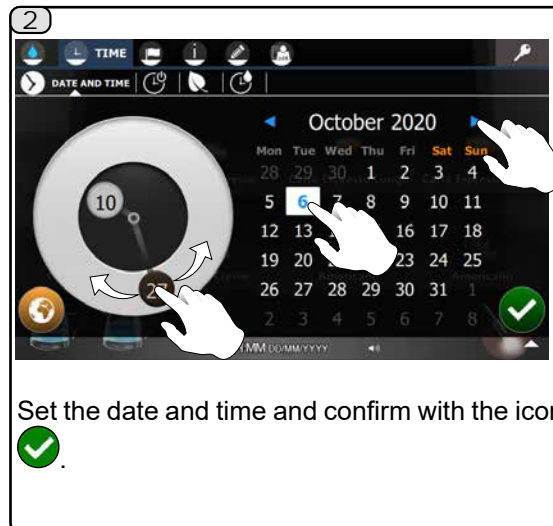 2
TIME
DATE AND TIME
October 2020
Mon Tue Wed Thu Fri Sat Sun
28 29 30 1 2 3 4
5 6 7 8 9 10 11
12 13 16 17 18
19 20 23 24 25
26 27 28 29 30 31 1
2 3 4 5 6 7 8
10
27
MM DD/MM/YYYY
Set the date and time and confirm with the icon
.